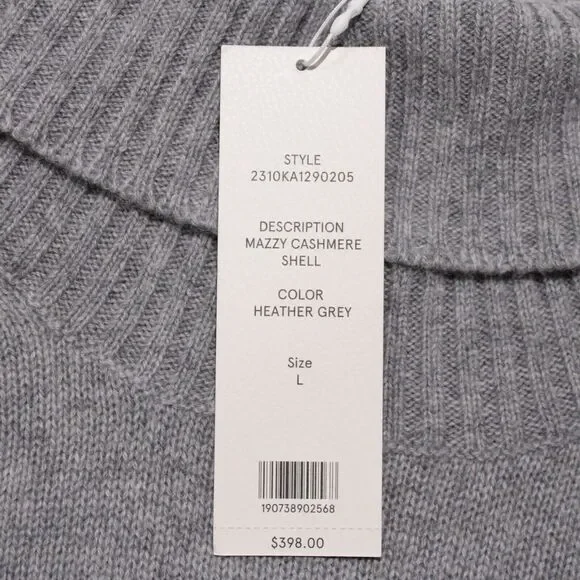 STYLE
2310KA1290205
DESCRIPTION
MAZZY CASHMERE
SHELL
COLOR
HEATHER GREY
Size
L
190738902568
$398.00